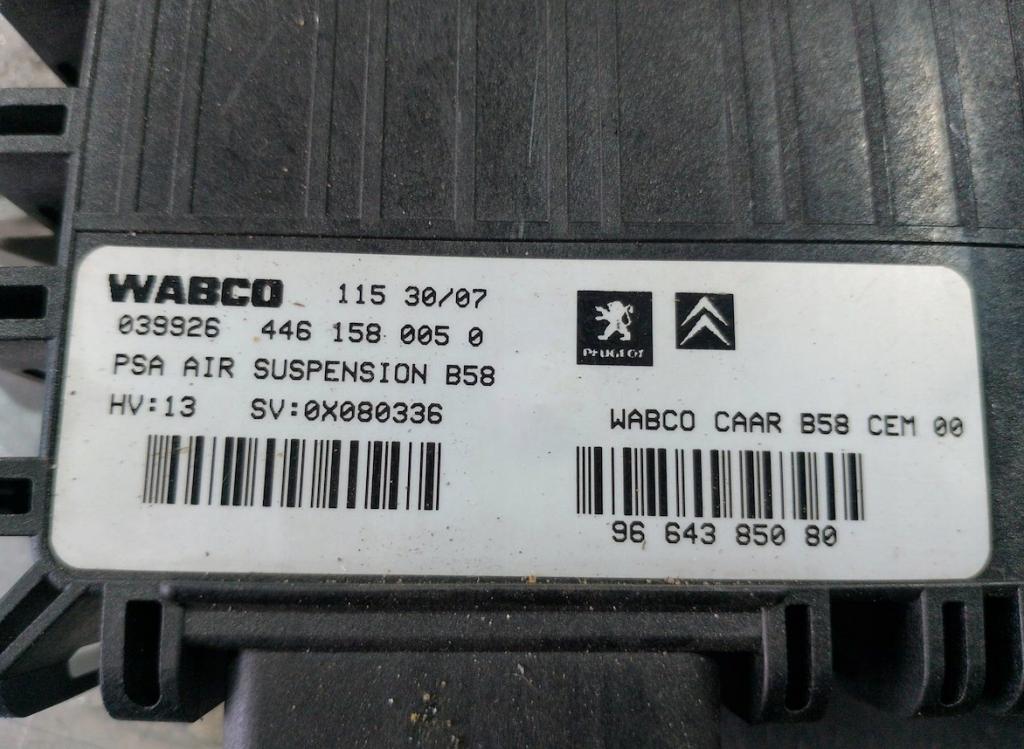 WABCO 115 30/07
039926 446 158 005 0
PSA AIR SUSPENSION B58
HV:13 SV:0X080336
PEUGEOT
WABCO CAAR B58 CEM 00
96 643 850 80